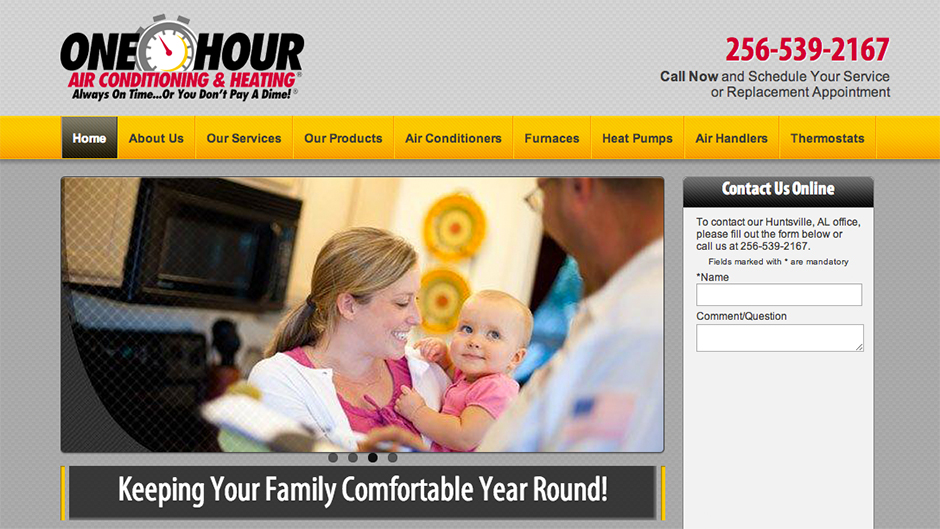 ONE HOUR
AIR CONDITIONING & HEATING®
Always On Time...Or You Don't Pay A Dime!®
256-539-2167
Call Now and Schedule Your Service
or Replacement Appointment
Home About Us Our Services Our Products Air Conditioners Furnaces Heat Pumps Air Handlers Thermostats
Contact Us Online
To contact our Huntsville, AL office,
please fill out the form below or
call us at 256-539-2167.
Fields marked with * are mandatory
*Name
Comment/Question
Keeping Your Family Comfortable Year Round!